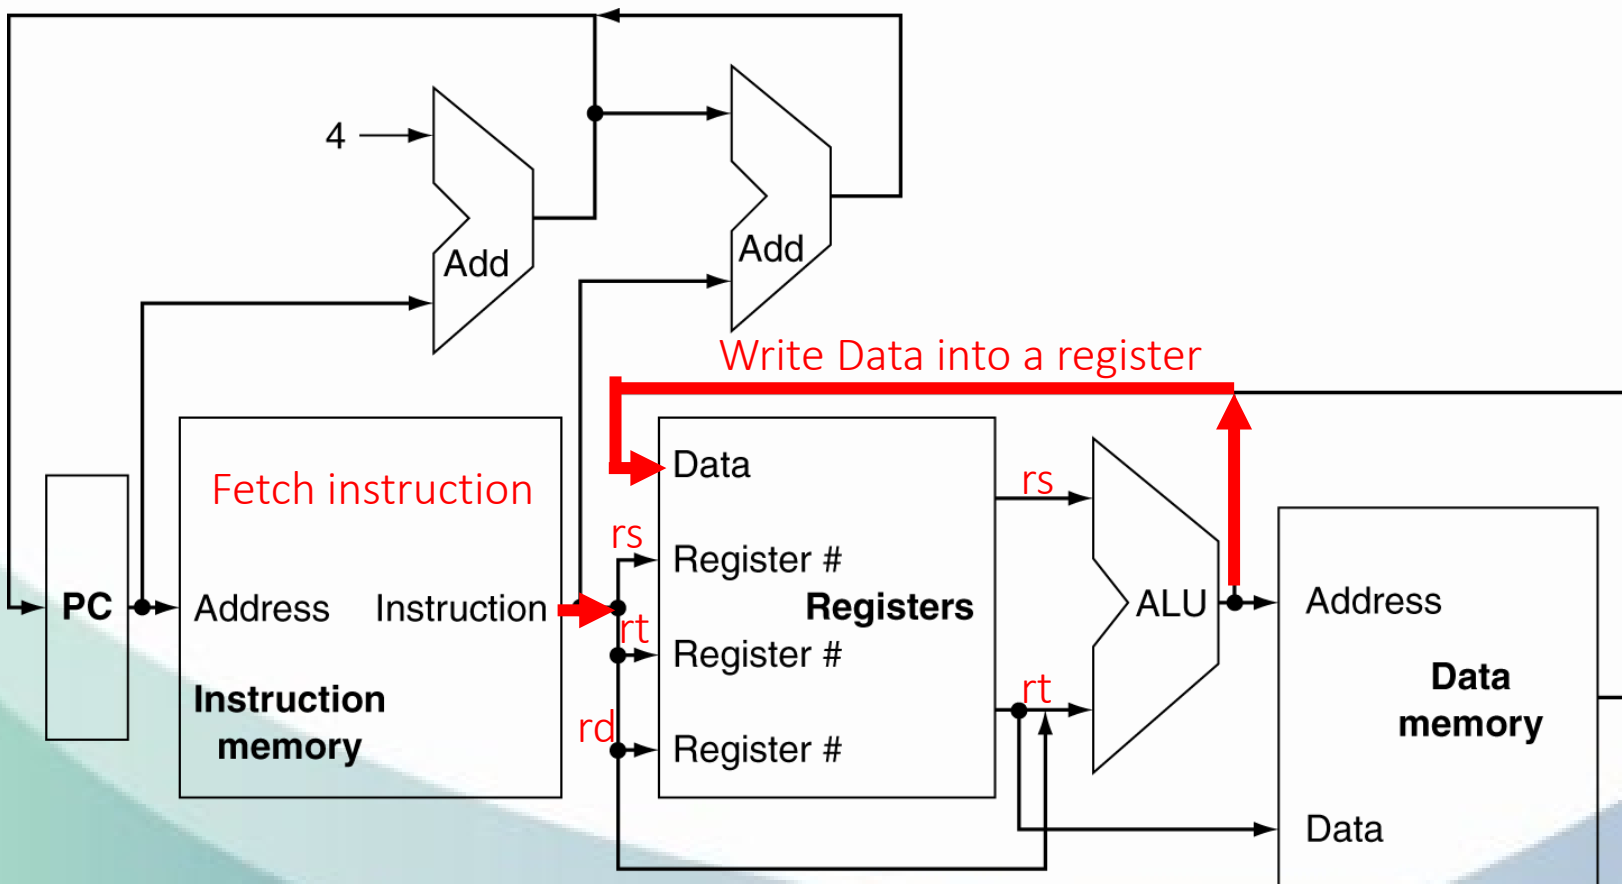 4
Add
Add
Write Data into a register
Fetch instruction
Data
rs
rs
Register #
PC
Address
Instruction
Registers
ALU
Address
rt
Register #
Instruction
memory
rt
Data
memory
rd
Register #
Data